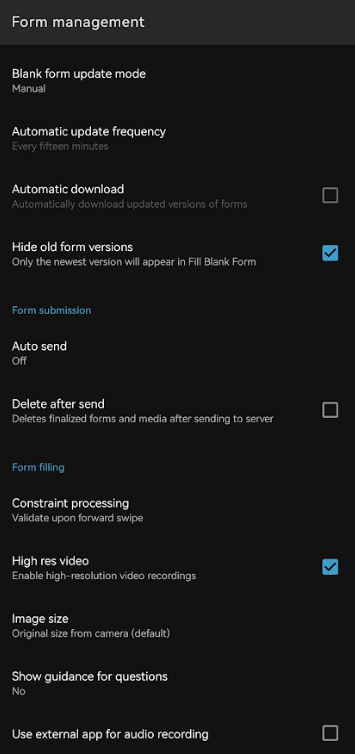 Form management
Blank form update mode
Manual
Automatic update frequency
Every fifteen minutes
Automatic download
Automatically download updated versions of forms
Hide old form versions
Only the newest version will appear in Fill Blank Form
Form submission
Auto send
Off
Delete after send
Deletes finalized forms and media after sending to server
Form filling
Constraint processing
Validate upon forward swipe
High res video
Enable high-resolution video recordings
Image size
Original size from camera (default)
Show guidance for questions
No
Use external app for audio recording